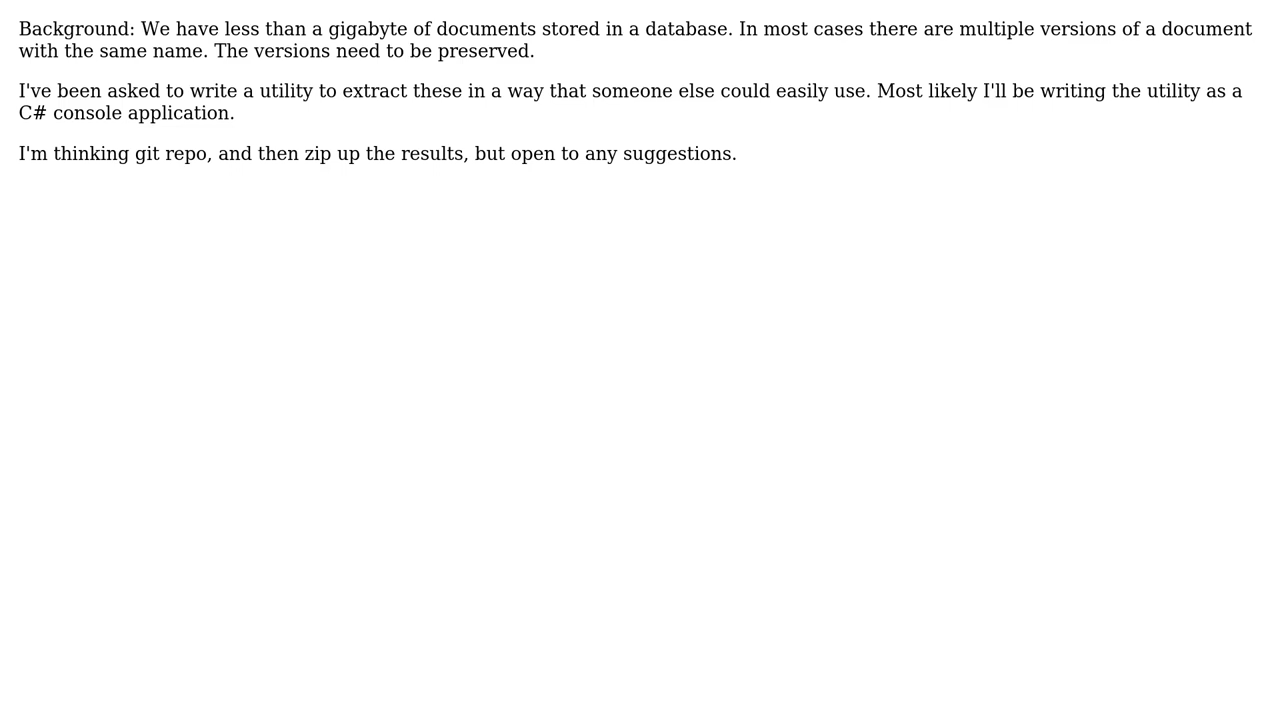 Background: We have less than a gigabyte of documents stored in a database. In most cases there are multiple versions of a document
with the same name. The versions need to be preserved.
I've been asked to write a utility to extract these in a way that someone else could easily use. Most likely I'll be writing the utility as a
C# console application.
I'm thinking git repo, and then zip up the results, but open to any suggestions.